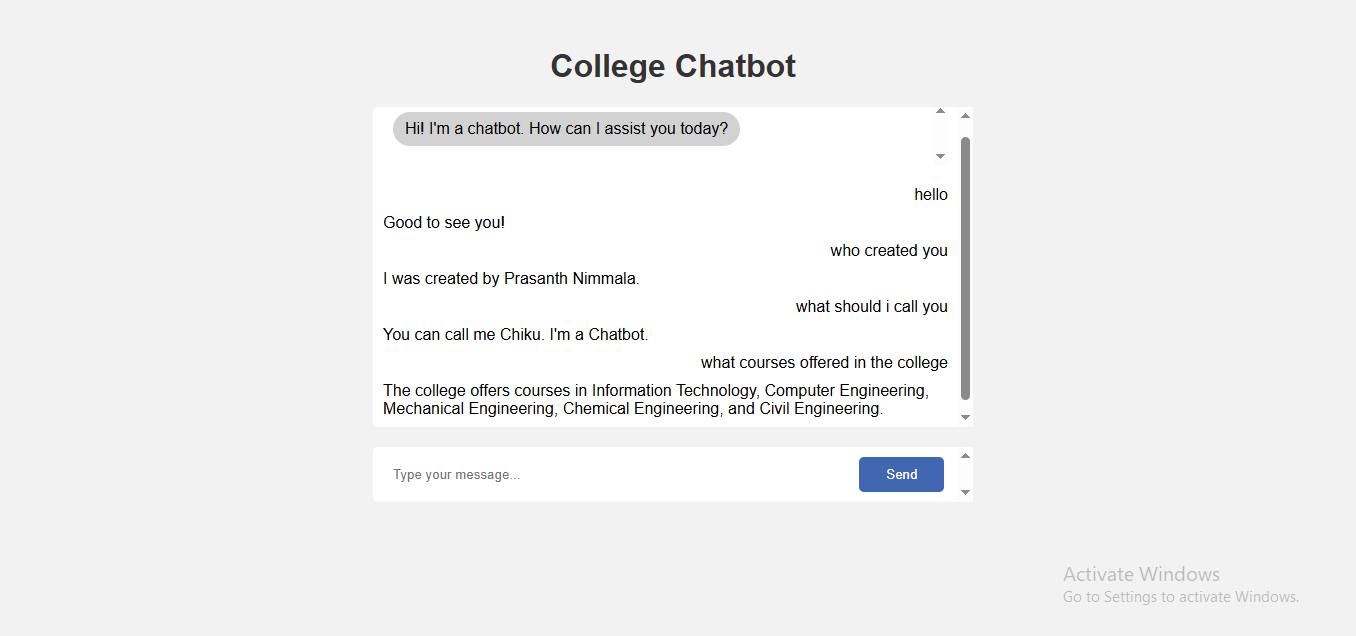 College Chatbot
Hi! I'm a chatbot. How can I assist you today?
hello
Good to see you!
who created you
I was created by Prasanth Nimmala.
what should i call you
You can call me Chiku. I'm a Chatbot.
what courses offered in the college
The college offers courses in Information Technology, Computer Engineering,
Mechanical Engineering, Chemical Engineering, and Civil Engineering.
Type your message...
Send
Activate Windows
Go to Settings to activate Windows.